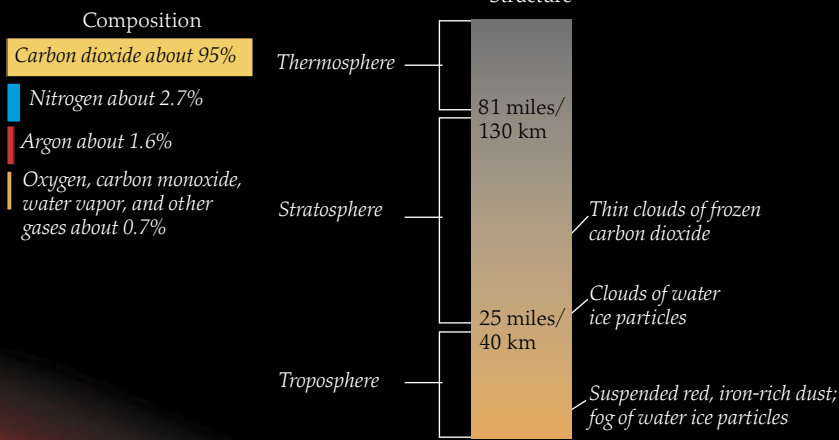 Structure
Composition
Carbon dioxide about 95%
Nitrogen about 2.7%
Argon about 1.6%
Oxygen, carbon monoxide,
water vapor, and other
gases about 0.7%
Thermosphere
81 miles/
130 km
Stratosphere
Thin clouds of frozen
carbon dioxide
Clouds of water
ice particles
25 miles/
40 km
Troposphere
Suspended red, iron-rich dust;
fog of water ice particles